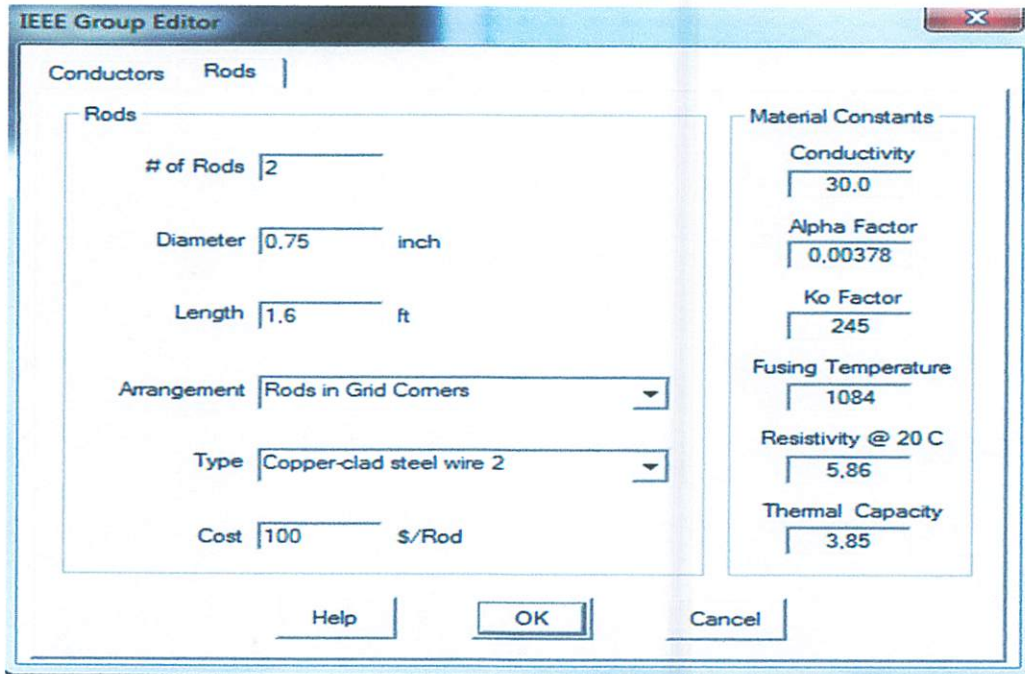 IEEE Group Editor
Conductors Rods
Rods
# of Rods 2
Diameter 0.75 inch
Length 1.6 ft
Arrangement Rods in Grid Corners
Type Copper-clad steel wire 2
Cost 100 $/Rod
Material Constants
Conductivity
30.0
Alpha Factor
0.00378
Ko Factor
245
Fusing Temperature
1084
Resistivity @ 20 C
5.86
Thermal Capacity
3.85
Help OK Cancel